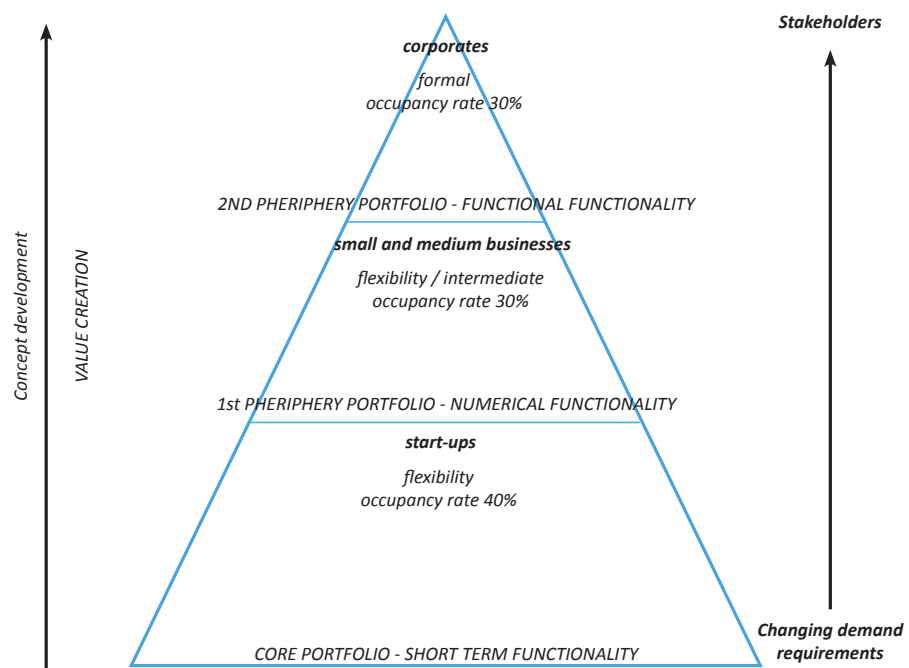 Stakeholders
corporates
formal
occupancy rate 30%
2ND PHERIPHERY PORTFOLIO - FUNCTIONAL FUNCTIONALITY
small and medium businesses
flexibility / intermediate
occupancy rate 30%
Concept development
VALUE CREATION
1st PHERIPHERY PORTFOLIO - NUMERICAL FUNCTIONALITY
start-ups
flexibility
occupancy rate 40%
Changing demand
requirements
CORE PORTFOLIO - SHORT TERM FUNCTIONALITY